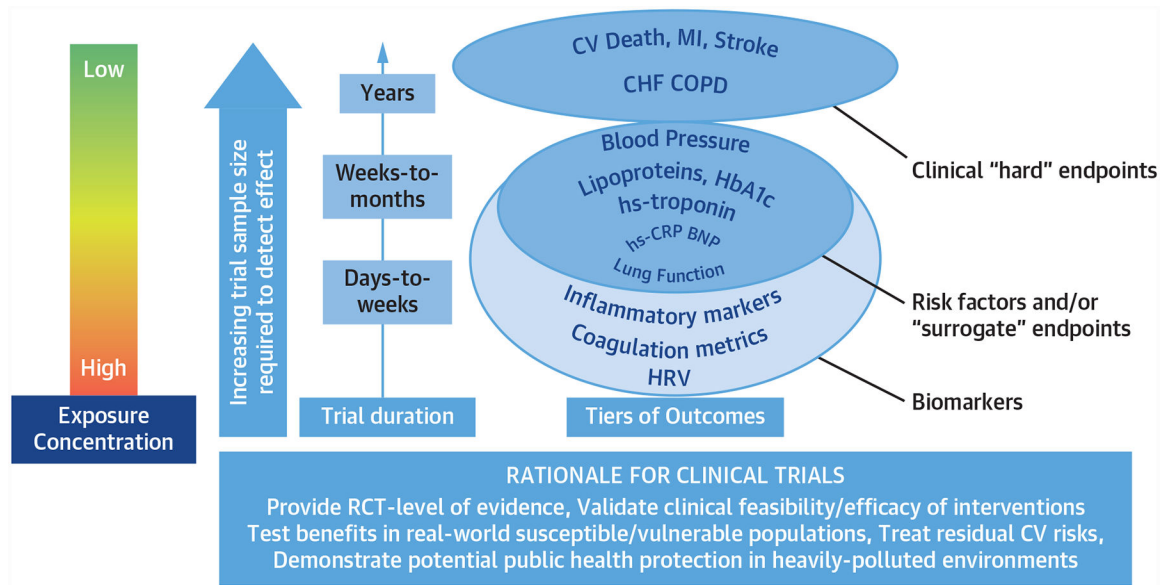 Low
High
Exposure
Concentration
Increasing trial sample size
required to detect effect
Years
Weeks-to-
months
Days-to-
weeks
Trial duration
CV Death, MI, Stroke
CHF COPD
Blood Pressure
Lipoproteins, HbA1c
hs-troponin
hs-CRP BNP
Lung Function
Inflammatory markers
Coagulation metrics
HRV
Tiers of Outcomes
Clinical “hard” endpoints
Risk factors and/or
“surrogate” endpoints
Biomarkers
RATIONALE FOR CLINICAL TRIALS
Provide RCT-level of evidence, Validate clinical feasibility/efficacy of interventions
Test benefits in real-world susceptible/vulnerable populations, Treat residual CV risks,
Demonstrate potential public health protection in heavily-polluted environments